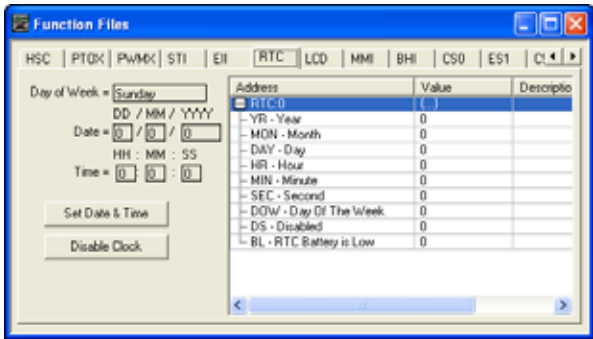 Function Files
HSC PTOX PWMX STI EII RTC LCD MMI BHI CS0 ES1
Day of Week = Sunday
DD / MM / YYYY
Date = 0 / 0 / 0
HH : MM : SS
Time = 0 : 0 : 0
Set Date & Time
Disable Clock
Address Value Descriptio
RTC:0 {...}
YR - Year 0
MON - Month 0
DAY - Day 0
HR - Hour 0
MIN - Minute 0
SEC - Second 0
DOW - Day Of The Week 0
DS - Disabled 0
BL - RTC Battery is Low 0